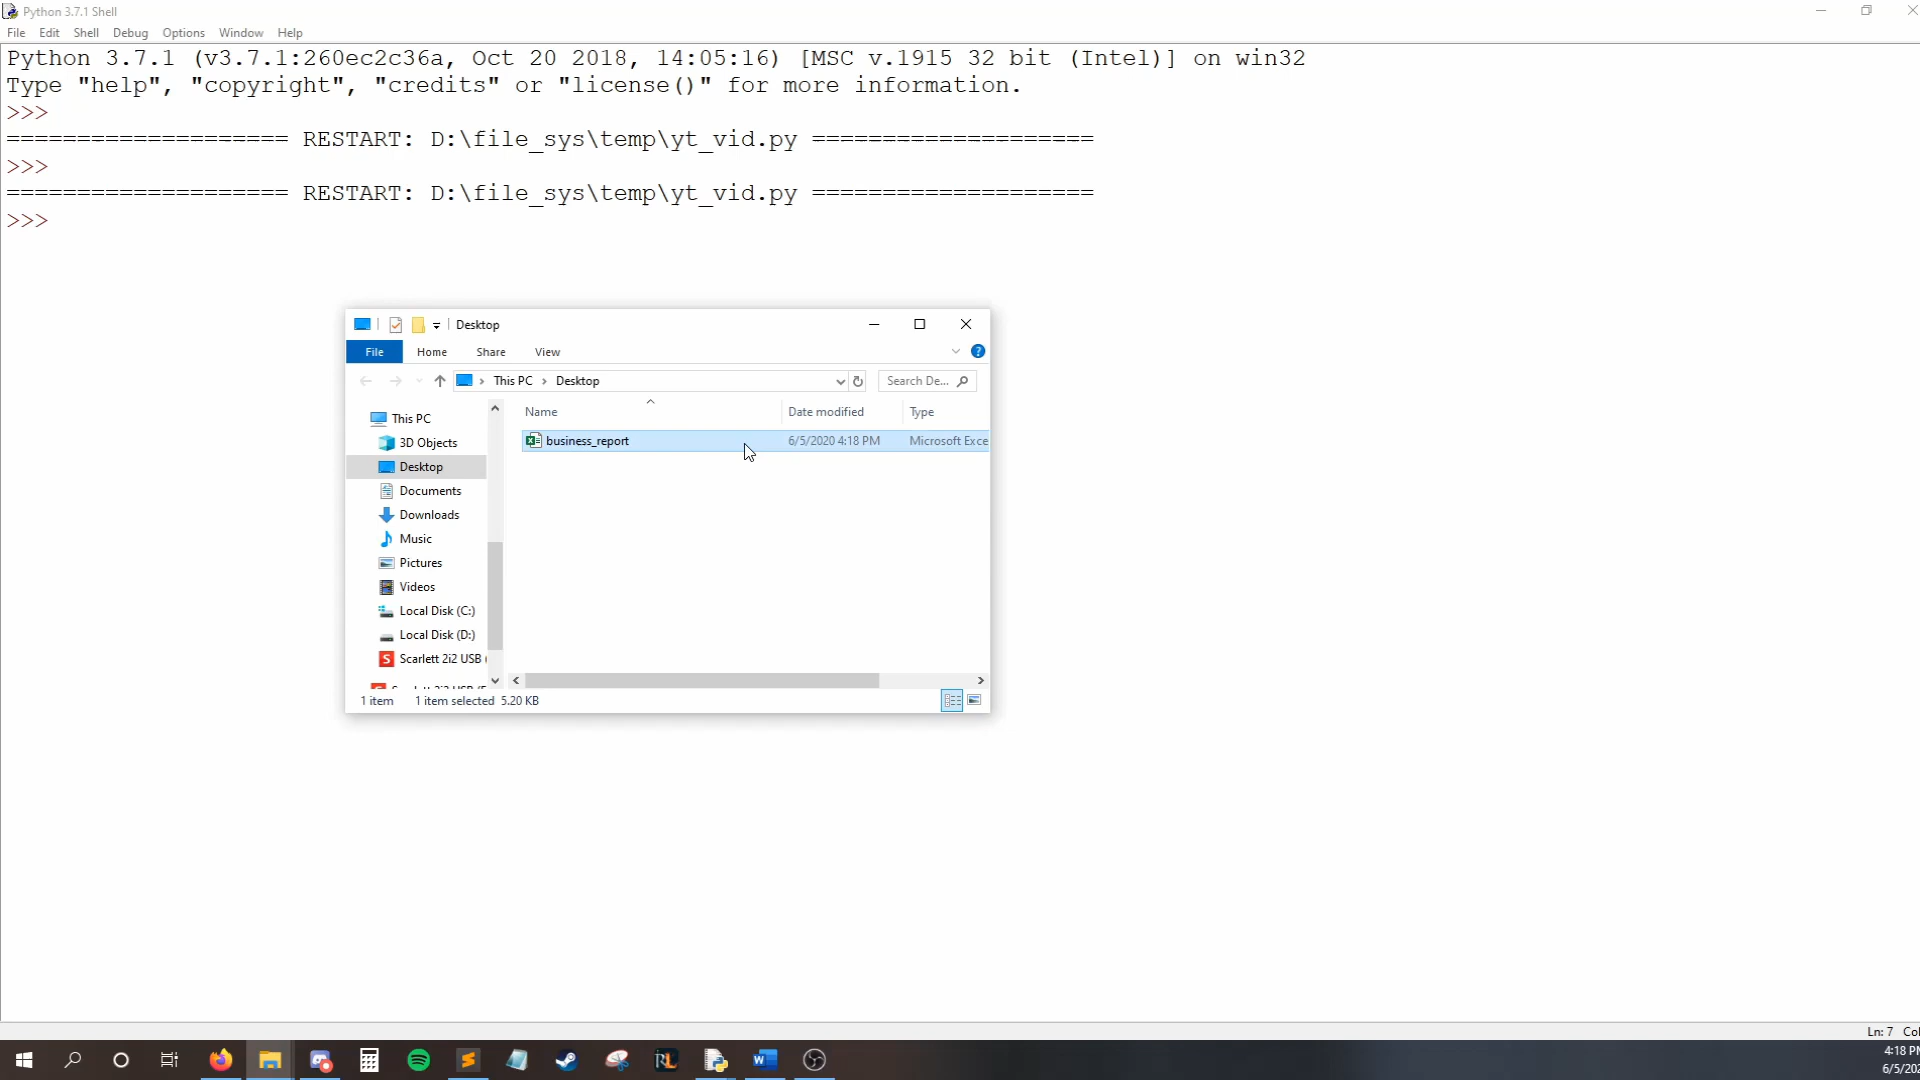 Python 3.7.1 Shell
File Edit Shell Debug Options Window Help
Python 3.7.1 (v3.7.1:260ec2c36a, Oct 20 2018, 14:05:16) [MSC v.1915 32 bit (Intel)] on win32
Type "help", "copyright", "credits" or "license()" for more information.
>>>
==================== RESTART: D:\file_sys\temp\yt_vid.py ====================
>>>
==================== RESTART: D:\file_sys\temp\yt_vid.py ====================
>>>
Desktop
File Home Share View
This PC > Desktop
Search De...
Name Date modified Type
business_report 6/5/2020 4:18 PM Microsoft Exce
This PC
3D Objects
Desktop
Documents
Downloads
Music
Pictures
Videos
Local Disk (C:)
Local Disk (D:)
Scarlett 2i2 USB (
1 item 1 item selected 5.20 KB
Ln: 7 Co
4:18 PM
6/5/202